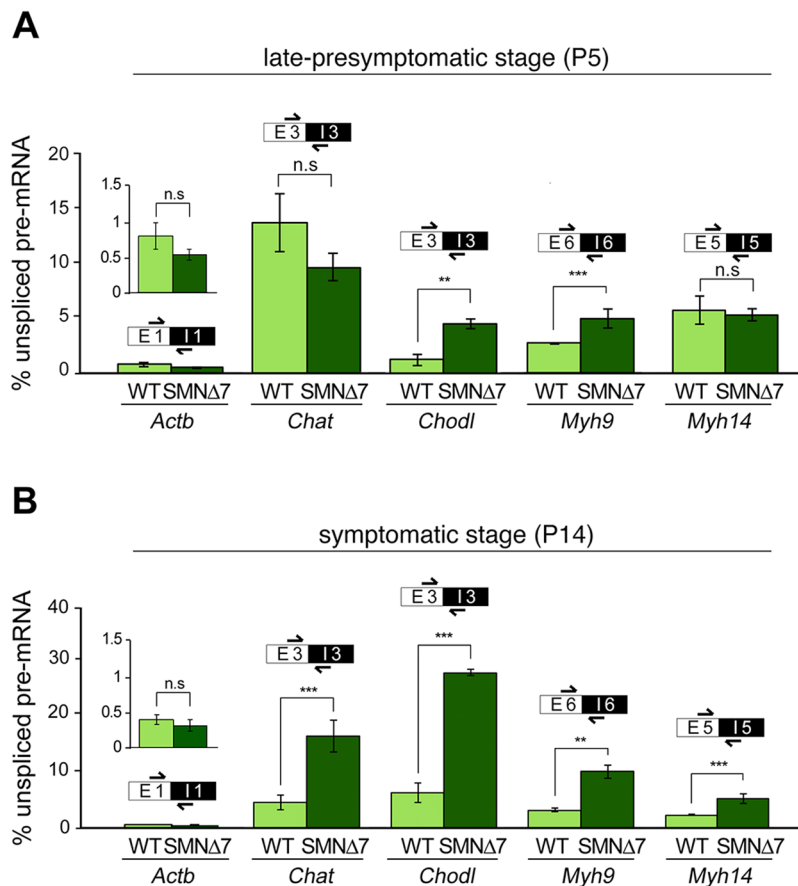 A
late-presymptomatic stage (P5)
% unspliced pre-mRNA
20
15
10
5
0
1.5
1
0.5
0
n.s
E 1 I 1
E 3 I 3
n.s
E 3 I 3
**
E 6 I 6
***
E 5 I 5
n.s
WT SMNΔ7 WT SMNΔ7 WT SMNΔ7 WT SMNΔ7 WT SMNΔ7
Actb Chat Chodl Myh9 Myh14
B
symptomatic stage (P14)
% unspliced pre-mRNA
40
30
20
10
0
1.5
1
0.5
0
n.s
E 1 I 1
E 3 I 3
***
E 3 I 3
***
E 6 I 6
**
E 5 I 5
***
WT SMNΔ7 WT SMNΔ7 WT SMNΔ7 WT SMNΔ7 WT SMNΔ7
Actb Chat Chodl Myh9 Myh14